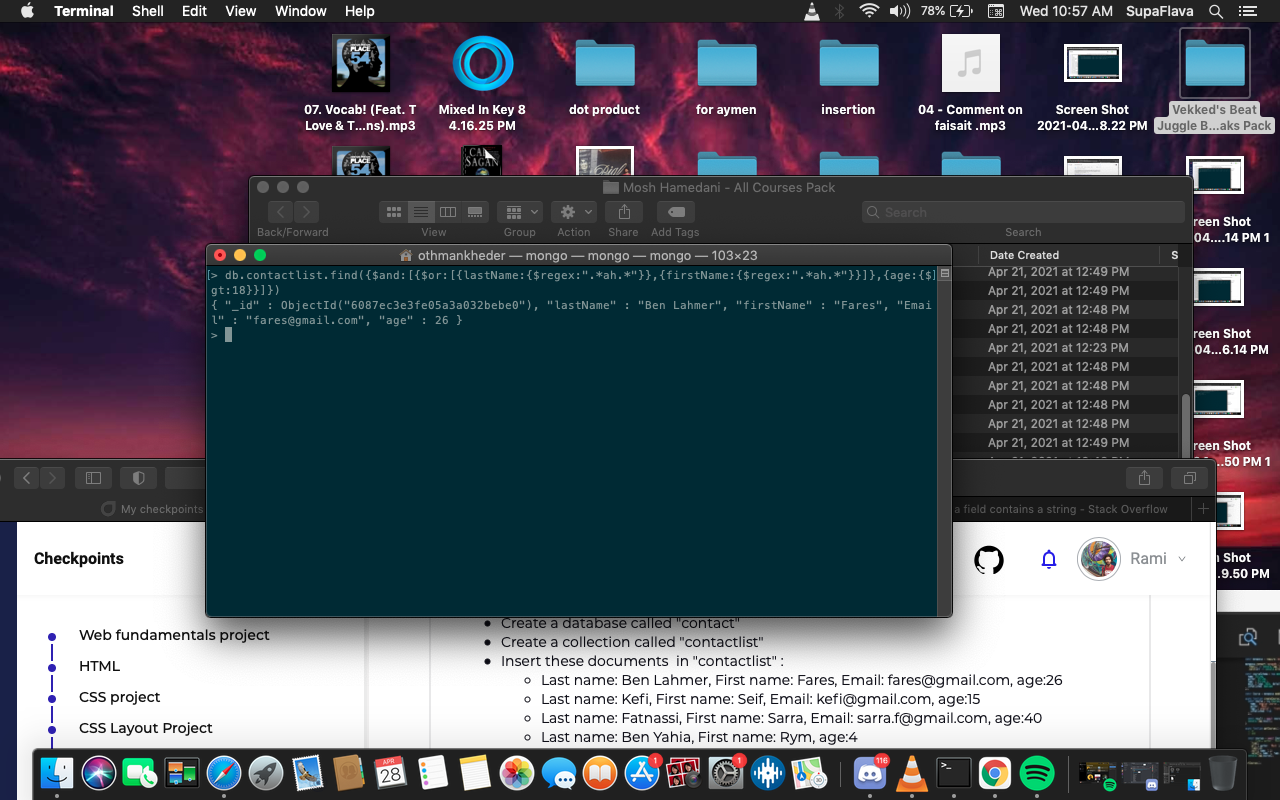 Terminal Shell Edit View Window Help 78% Wed 10:57 AM SupaFlava
07. Vocab! (Feat. T
Love & T...ns).mp3
Mixed In Key 8
4.16.25 PM
dot product
for aymen
insertion
04 - Comment on
faisait .mp3
Screen Shot
2021-04...8.22 PM
Vekked's Beat
Juggle B...aks Pack
PLACE
54
SAGAN
Mosh Hamedani - All Courses Pack
Search
Back/Forward View Group Action Share Add Tags Search
othmankheder — mongo — mongo — mongo — 103×23
[> db.contactlist.find({$and:[{$or:[{lastName:{$regex:".*ah.*"}},{firstName:{$regex:".*ah.*"}}]},{age:{$]
gt:18}}]})
{ "_id" : ObjectId("6087ec3e3fe05a3a032bebe0"), "lastName" : "Ben Lahmer", "firstName" : "Fares", "Emai
l" : "fares@gmail.com", "age" : 26 }
>
Date Created S
Apr 21, 2021 at 12:49 PM
Apr 21, 2021 at 12:49 PM
Apr 21, 2021 at 12:48 PM
Apr 21, 2021 at 12:48 PM
Apr 21, 2021 at 12:23 PM
Apr 21, 2021 at 12:48 PM
Apr 21, 2021 at 12:48 PM
Apr 21, 2021 at 12:48 PM
Apr 21, 2021 at 12:48 PM
Apr 21, 2021 at 12:49 PM
reen Shot
04....14 PM 1
reen Shot
04...6.14 PM
reen Shot
...50 PM 1
n Shot
.9.50 PM
My checkpoints
a field contains a string - Stack Overflow
Checkpoints
Rami
Web fundamentals project
HTML
CSS project
CSS Layout Project
Create a database called "contact"
Create a collection called "contactlist"
Insert these documents in "contactlist" :
Last name: Ben Lahmer, First name: Fares, Email: fares@gmail.com, age:26
Last name: Kefi, First name: Seif, Email: kefi@gmail.com, age:15
Last name: Fatnassi, First name: Sarra, Email: sarra.f@gmail.com, age:40
Last name: Ben Yahia, First name: Rym, age:4
APR
28
1
1
116